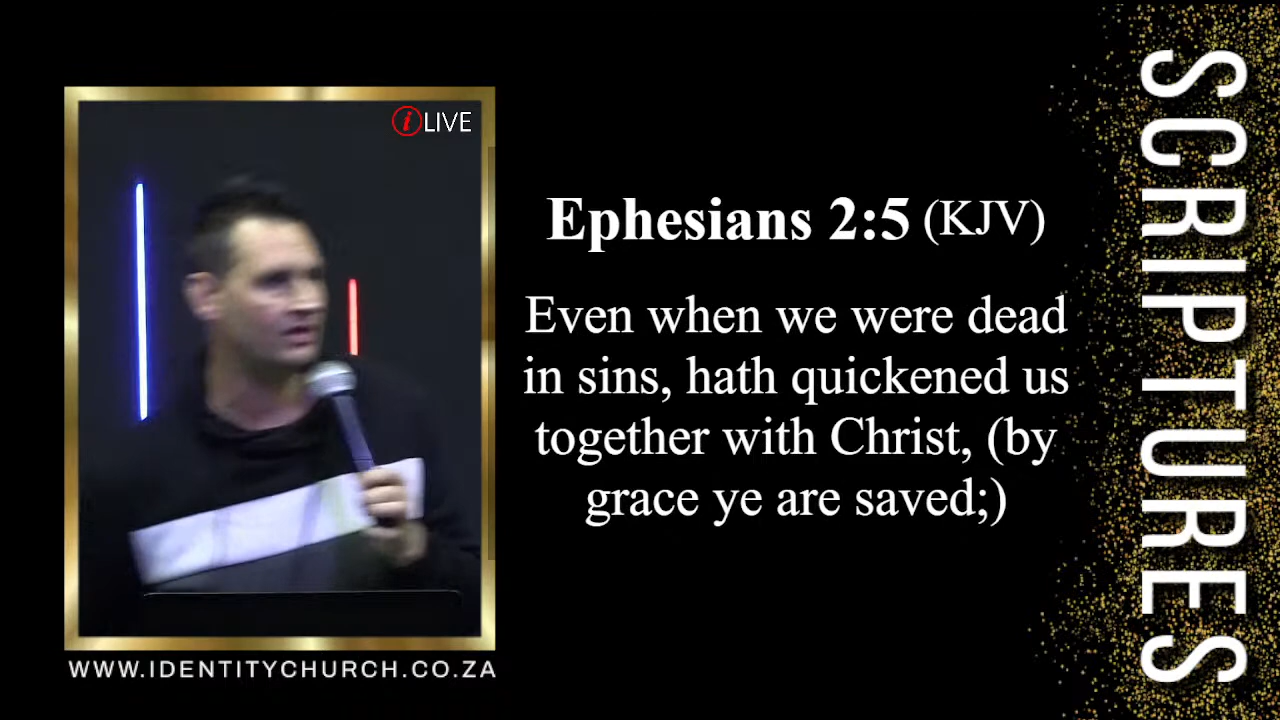 i LIVE
Ephesians 2:5 (KJV)
Even when we were dead
in sins, hath quickened us
together with Christ, (by
grace ye are saved;)
WWW.IDENTITYCHURCH.CO.ZA
SCRIPTURES